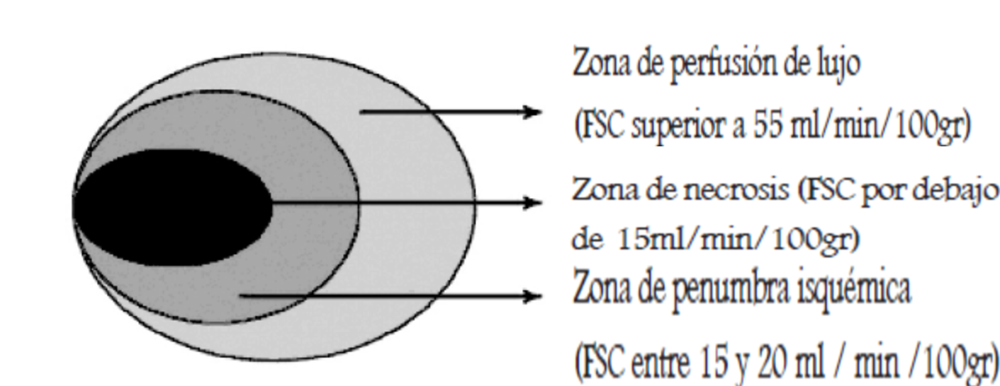 Zona de perfusión de lujo
(FSC superior a 55 ml/min/100gr)
Zona de necrosis (FSC por debajo
de 15ml/min/100gr)
Zona de penumbra isquémica
(FSC entre 15 y 20 ml / min /100gr)